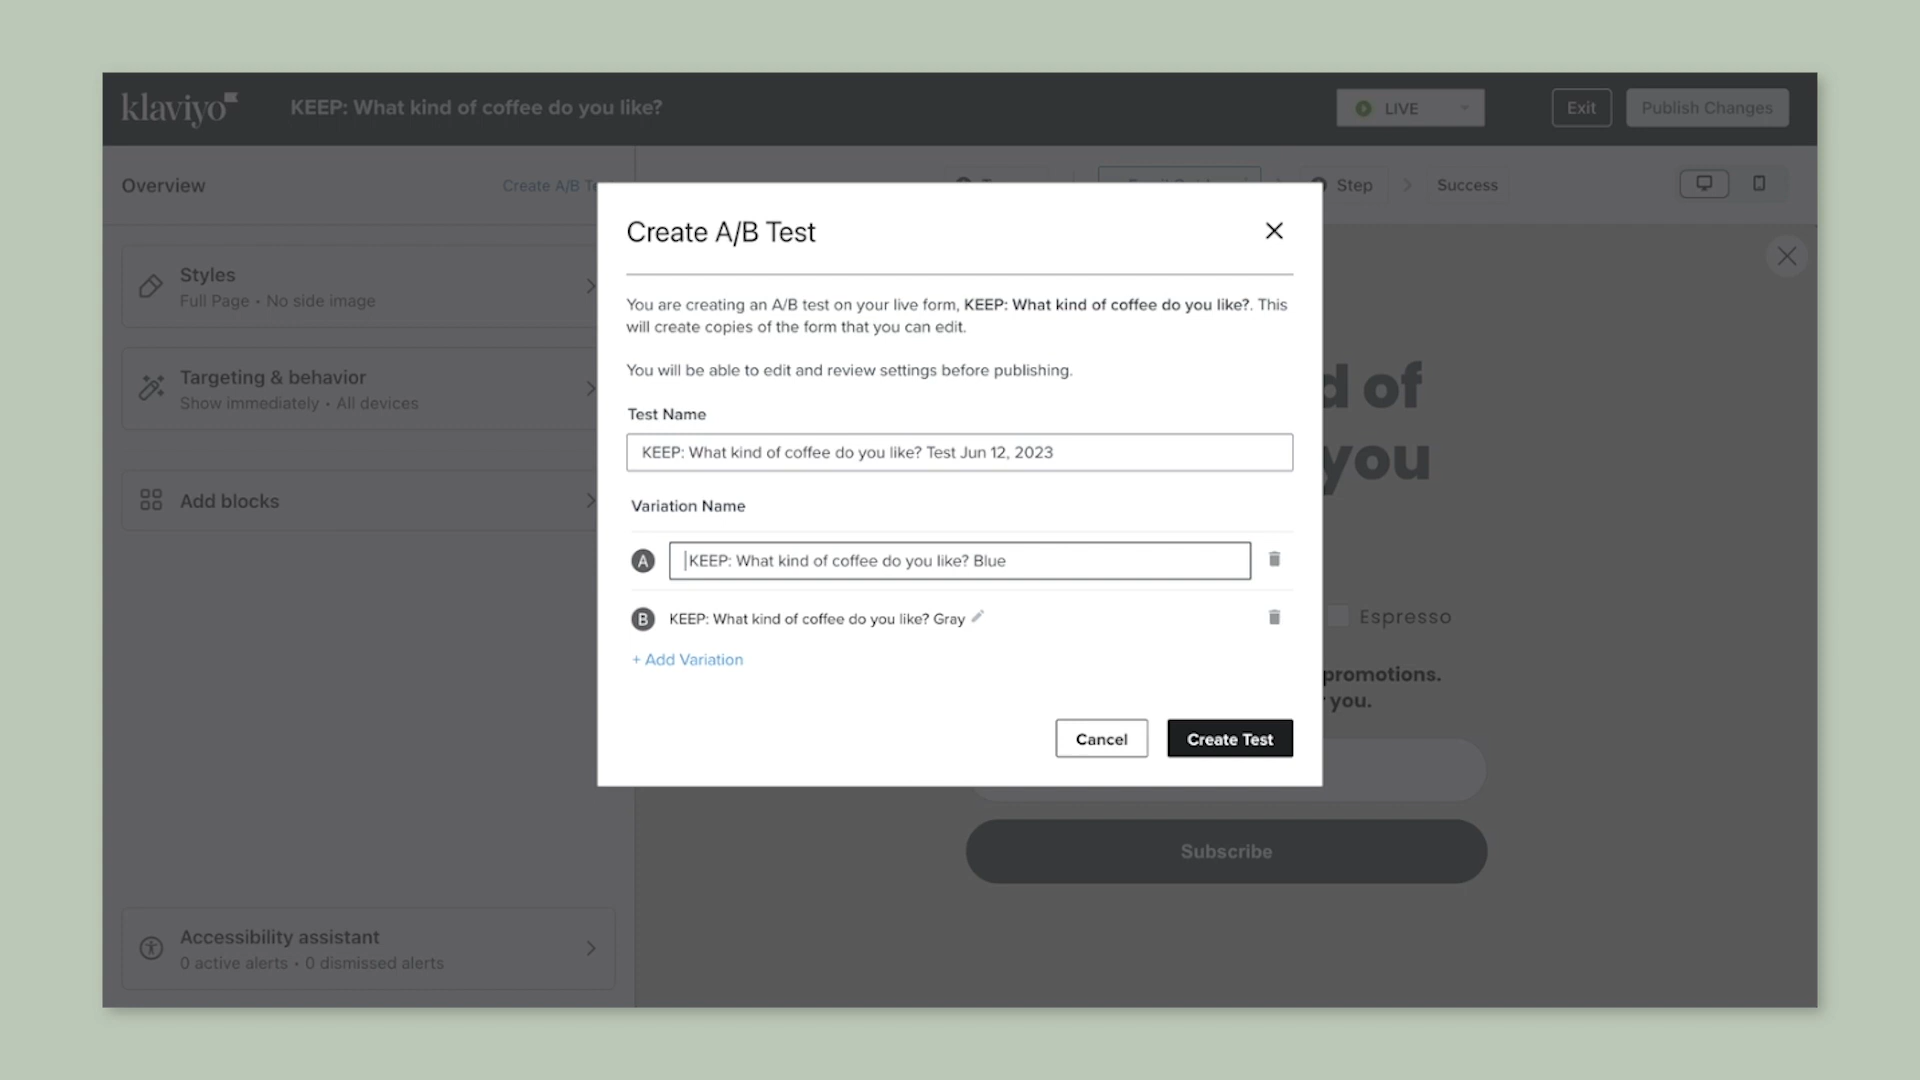 klaviyo
KEEP: What kind of coffee do you like?
LIVE
Exit
Publish Changes
Overview
Create A/B
Step
Success
Styles
Full Page • No side image
Targeting & behavior
Show immediately • All devices
Add blocks
Accessibility assistant
0 active alerts • 0 dismissed alerts
Create A/B Test
You are creating an A/B test on your live form, KEEP: What kind of coffee do you like?. This
will create copies of the form that you can edit.
You will be able to edit and review settings before publishing.
Test Name
KEEP: What kind of coffee do you like? Test Jun 12, 2023
Variation Name
A KEEP: What kind of coffee do you like? Blue
B KEEP: What kind of coffee do you like? Gray
+ Add Variation
Cancel
Create Test
of
you
Espresso
promotions.
you.
Subscribe